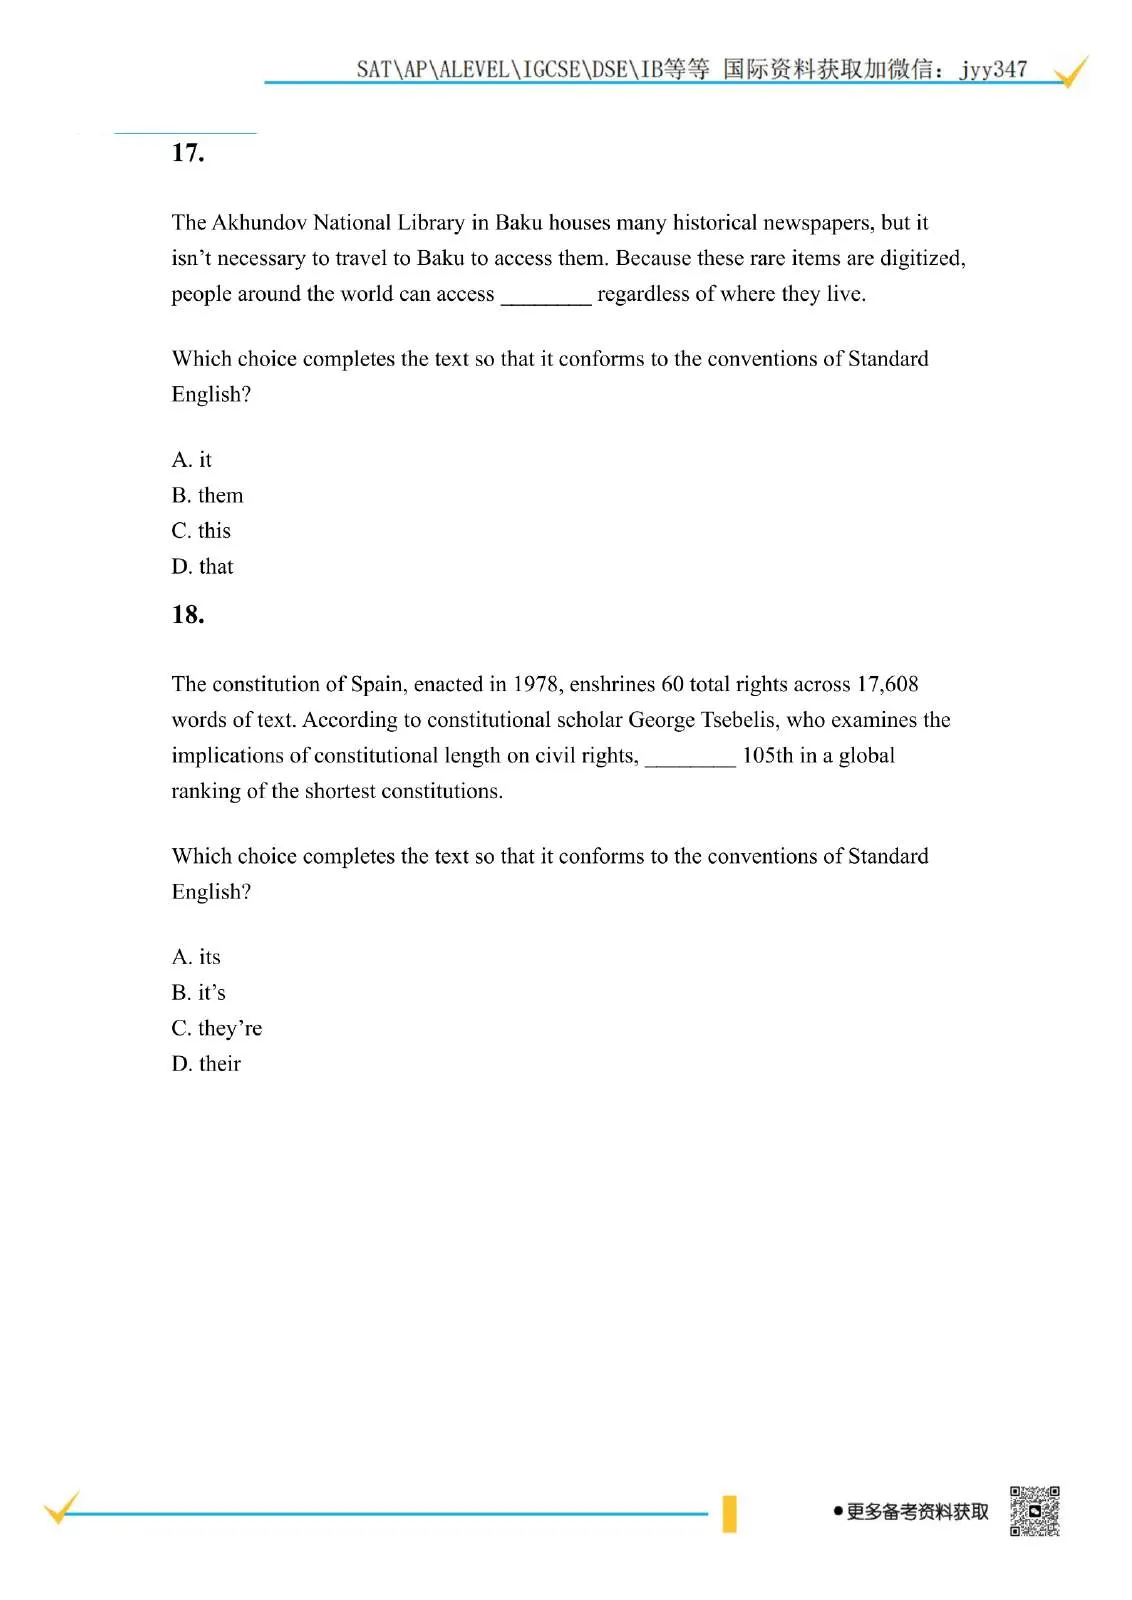 SAT\AP\ALEVEL\IGCSE\DSE\IB等等 国际资料获取加微信：jyy347
17.
The Akhundov National Library in Baku houses many historical newspapers, but it
isn’t necessary to travel to Baku to access them. Because these rare items are digitized,
people around the world can access ________ regardless of where they live.
Which choice completes the text so that it conforms to the conventions of Standard
English?
A. it
B. them
C. this
D. that
18.
The constitution of Spain, enacted in 1978, enshrines 60 total rights across 17,608
words of text. According to constitutional scholar George Tsebelis, who examines the
implications of constitutional length on civil rights, ________ 105th in a global
ranking of the shortest constitutions.
Which choice completes the text so that it conforms to the conventions of Standard
English?
A. its
B. it’s
C. they’re
D. their
●更多备考资料获取